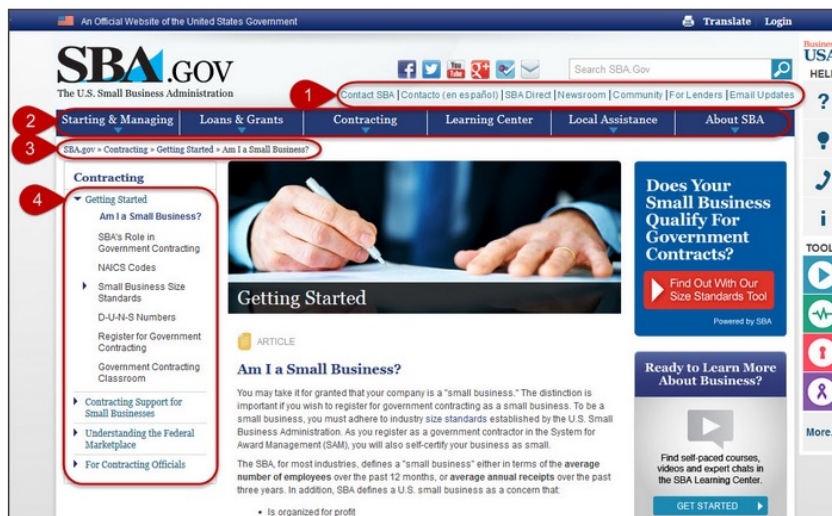 An Official Website of the United States Government
Translate Login
SBA.GOV
The U.S. Small Business Administration
Search SBA.Gov
Business
USA
HEL
1
Contact SBA | Contacto (en español) | SBA Direct | Newsroom | Community | For Lenders | Email Updates
2
Starting & Managing
Loans & Grants
Contracting
Learning Center
Local Assistance
About SBA
3
SBA.gov » Contracting » Getting Started » Am I a Small Business?
4
Contracting
Getting Started
Am I a Small Business?
SBA's Role in
Government Contracting
NAICS Codes
Small Business Size
Standards
D-U-N-S Numbers
Register for Government
Contracting
Government Contracting
Classroom
Contracting Support for
Small Businesses
Understanding the Federal
Marketplace
For Contracting Officials
Getting Started
ARTICLE
Am I a Small Business?
You may take it for granted that your company is a "small business." The distinction is
important if you wish to register for government contracting as a small business. To be a
small business, you must adhere to industry size standards established by the U.S. Small
Business Administration. As you register as a government contractor in the System for
Award Management (SAM), you will also self-certify your business as small.
The SBA, for most industries, defines a "small business" either in terms of the average
number of employees over the past 12 months, or average annual receipts over the past
three years. In addition, SBA defines a U.S. small business as a concern that:
• Is organized for profit
Does Your
Small Business
Qualify For
Government
Contracts?
Find Out With Our
Size Standards Tool
Powered by SBA
Ready to Learn More
About Business?
Find self-paced courses,
videos and expert chats in
the SBA Learning Center.
GET STARTED
TOOL
More.